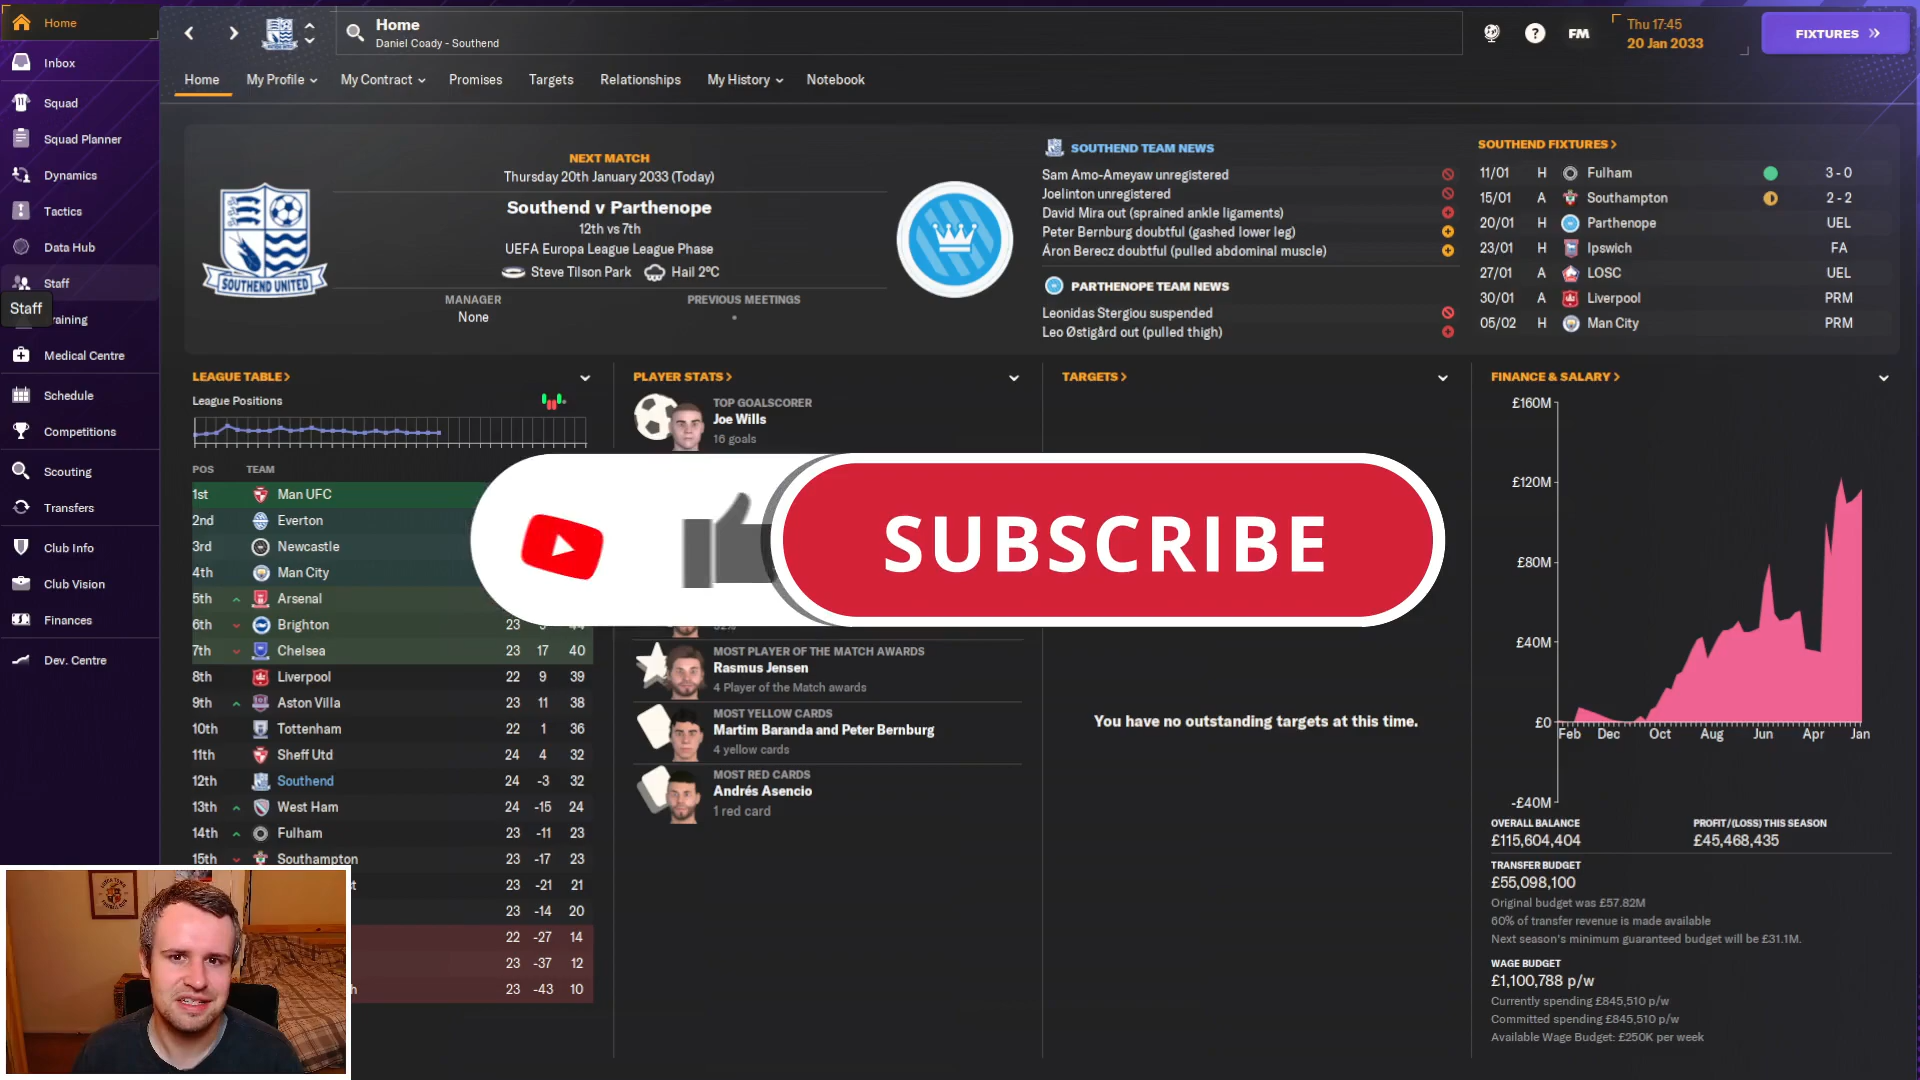 Home
Home
Daniel Coady - Southend
FM
Thu 17:45
20 Jan 2033
FIXTURES
Inbox
Squad
Squad Planner
Dynamics
Tactics
Data Hub
Staff
Staff
raining
Medical Centre
Schedule
Competitions
Scouting
Transfers
Club Info
Club Vision
Finances
Dev. Centre
Home My Profile My Contract Promises Targets Relationships My History Notebook
NEXT MATCH
Thursday 20th January 2033 (Today)
Southend v Parthenope
12th vs 7th
UEFA Europa League League Phase
Steve Tilson Park Hail 2ºC
MANAGER
None
PREVIOUS MEETINGS
SOUTHEND UNITED
SOUTHEND TEAM NEWS
Sam Amo-Ameyaw unregistered
Joelinton unregistered
David Mira out (sprained ankle ligaments)
Peter Bernburg doubtful (gashed lower leg)
Áron Berecz doubtful (pulled abdominal muscle)
PARTHENOPE TEAM NEWS
Leonidas Stergiou suspended
Leo Østigård out (pulled thigh)
SOUTHEND FIXTURES
11/01 H Fulham 3 - 0
15/01 A Southampton 2 - 2
20/01 H Parthenope UEL
23/01 H Ipswich FA
27/01 A LOSC UEL
30/01 A Liverpool PRM
05/02 H Man City PRM
LEAGUE TABLE
League Positions
POS TEAM
1st Man UFC
2nd Everton
3rd Newcastle
4th Man City
5th Arsenal
6th Brighton 23
7th Chelsea 23 17 40
8th Liverpool 22 9 39
9th Aston Villa 23 11 38
10th Tottenham 22 1 36
11th Sheff Utd 24 4 32
12th Southend 24 -3 32
13th West Ham 24 -15 24
14th Fulham 23 -11 23
15th Southampton 23 -17 23
t 23 -21 21
23 -14 20
22 -27 14
23 -37 12
h 23 -43 10
PLAYER STATS
TOP GOALSCORER
Joe Wills
16 goals
MOST PLAYER OF THE MATCH AWARDS
Rasmus Jensen
4 Player of the Match awards
MOST YELLOW CARDS
Martim Baranda and Peter Bernburg
4 yellow cards
MOST RED CARDS
Andrés Asencio
1 red card
SUBSCRIBE
TARGETS
You have no outstanding targets at this time.
FINANCE & SALARY
£160M
£120M
£80M
£40M
£0
-£40M
Feb Dec Oct Aug Jun Apr Jan
OVERALL BALANCE
£115,604,404
PROFIT/(LOSS) THIS SEASON
£45,468,435
TRANSFER BUDGET
£55,098,100
Original budget was £57.82M
60% of transfer revenue is made available
Next season's minimum guaranteed budget will be £31.1M.
WAGE BUDGET
£1,100,788 p/w
Currently spending £845,510 p/w
Committed spending £845,510 p/w
Available Wage Budget: £250K per week